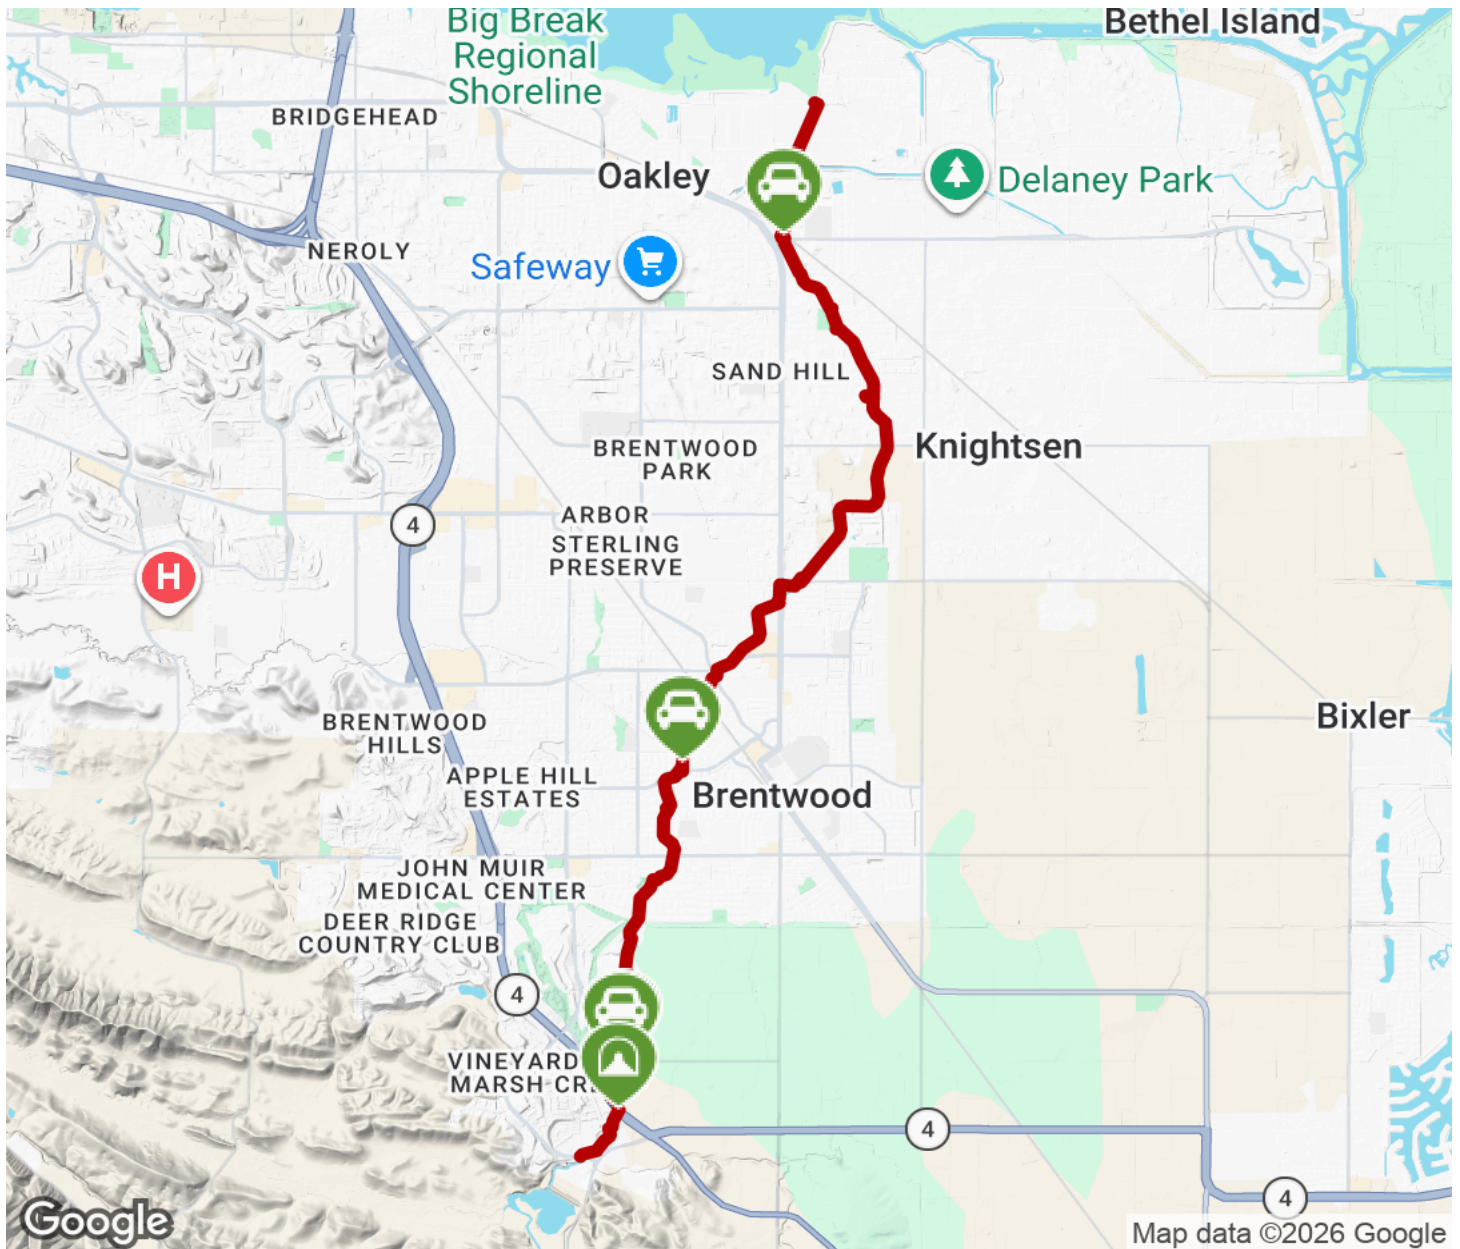 Big Break
Regional
Shoreline
Bethel Island
BRIDGEHEAD
Oakley
Delaney Park
NEROLY
Safeway
SAND HILL
BRENTWOOD
PARK
Knightsen
ARBOR
4
STERLING
PRESERVE
H
BRENTWOOD
HILLS
Bixler
APPLE HILL
ESTATES
Brentwood
JOHN MUIR
MEDICAL CENTER
DEER RIDGE
COUNTRY CLUB
4
VINEYARD
MARSH
4
4
Google
Map data ©2026 Google